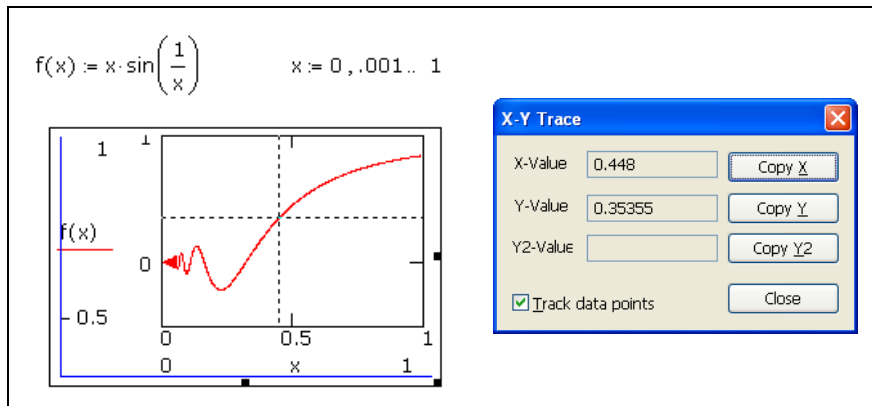 f(x) := x·sin(1/x)
x := 0 , .001 .. 1
1
1
f(x)
0
- 0.5
0
0.5
1
0
x
1
X-Y Trace
X-Value 0.448 Copy X
Y-Value 0.35355 Copy Y
Y2-Value Copy Y2
Track data points Close